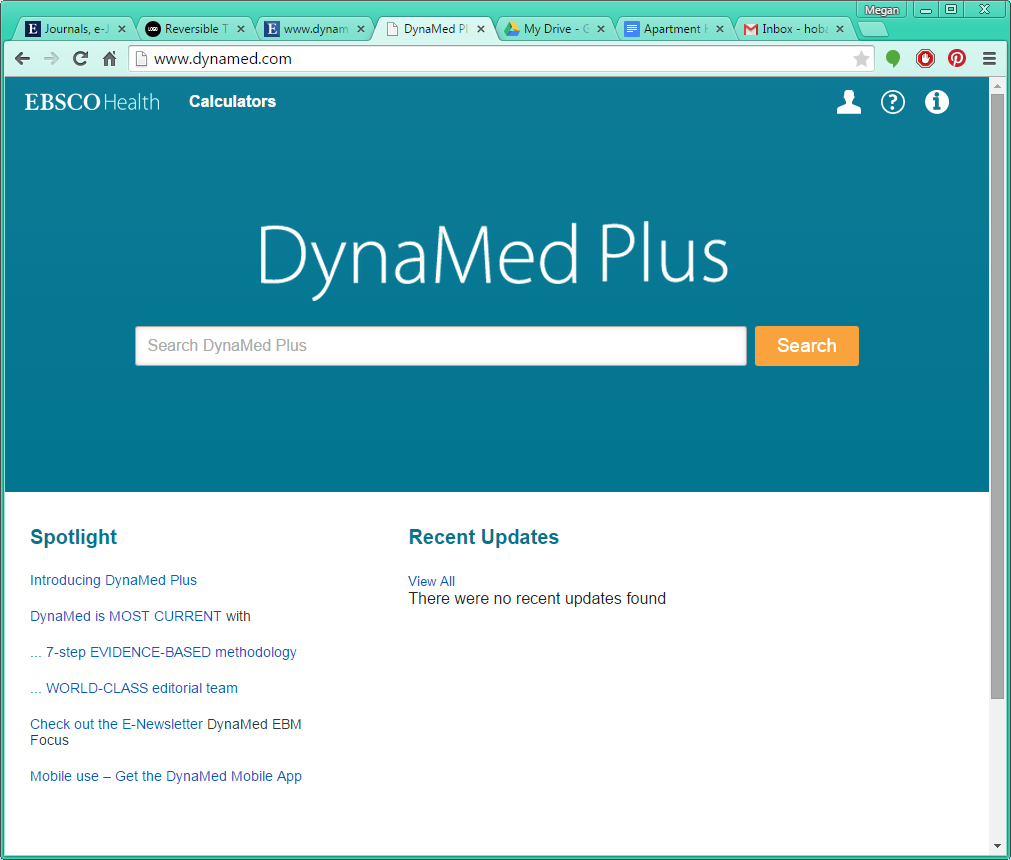 Megan
Journals, e-J
Reversible T
www.dynam
DynaMed Pl
My Drive - G
Apartment H
Inbox - hoba
www.dynamed.com
EBSCO Health
Calculators
DynaMed Plus
Search DynaMed Plus
Search
Spotlight
Introducing DynaMed Plus
DynaMed is MOST CURRENT with
... 7-step EVIDENCE-BASED methodology
... WORLD-CLASS editorial team
Check out the E-Newsletter DynaMed EBM
Focus
Mobile use – Get the DynaMed Mobile App
Recent Updates
View All
There were no recent updates found